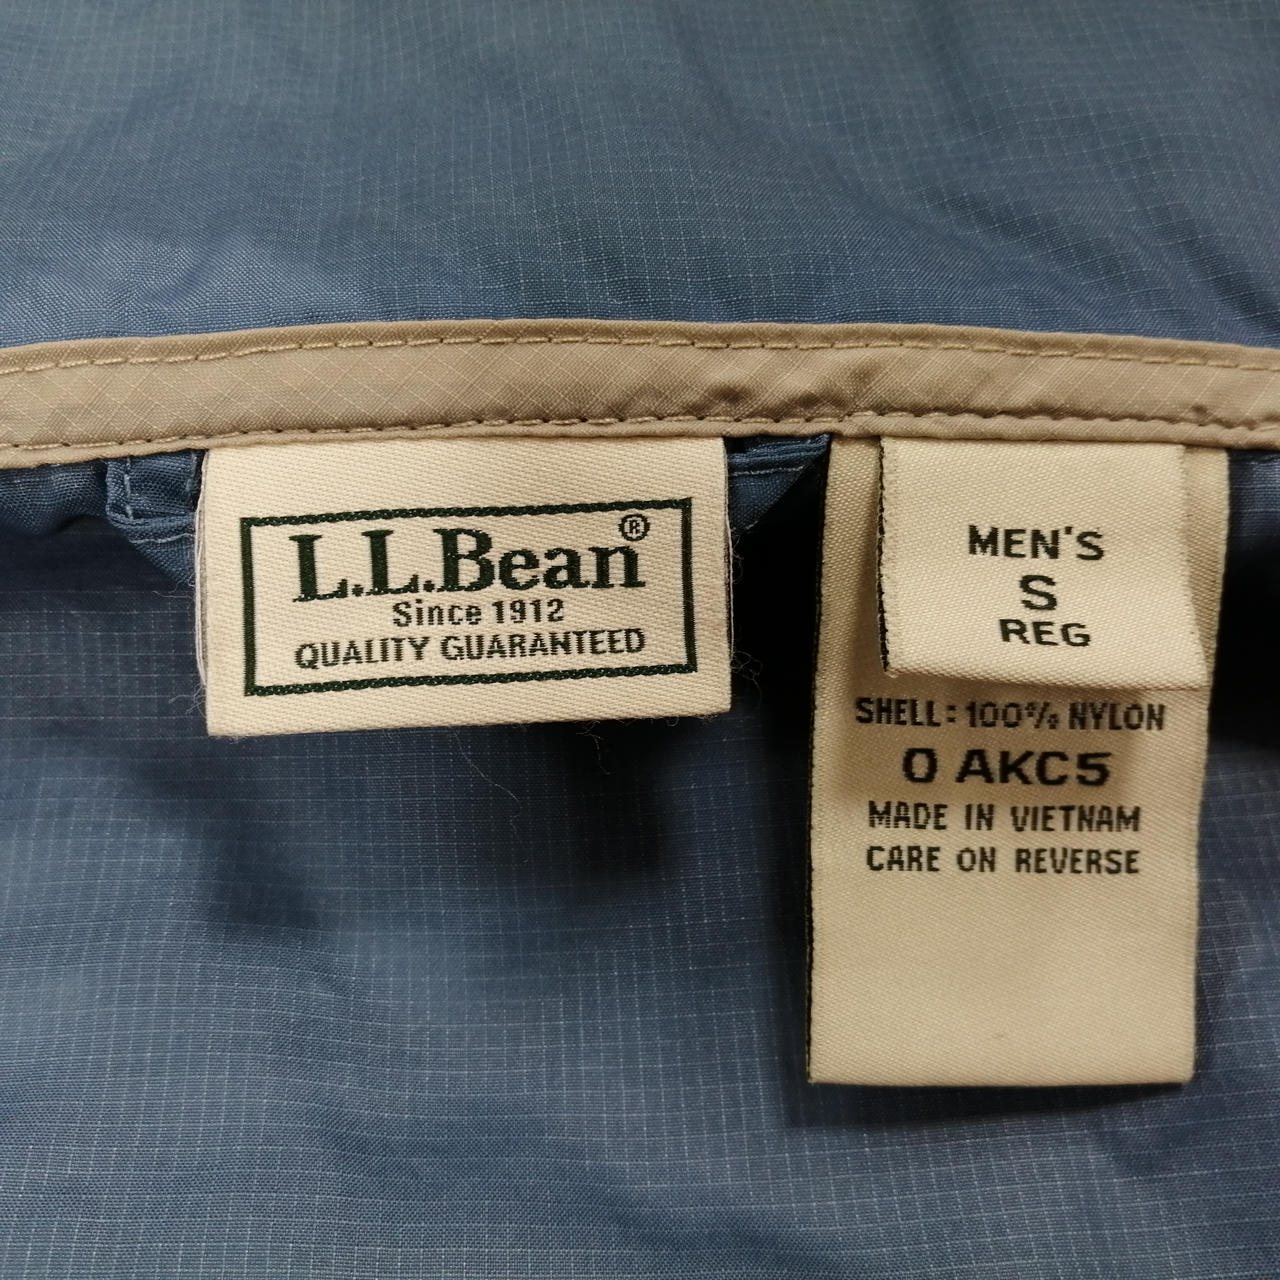 L.L.Bean®
Since 1912
QUALITY GUARANTEED
MEN'S
S
REG
SHELL: 100% NYLON
0 AKC5
MADE IN VIETNAM
CARE ON REVERSE